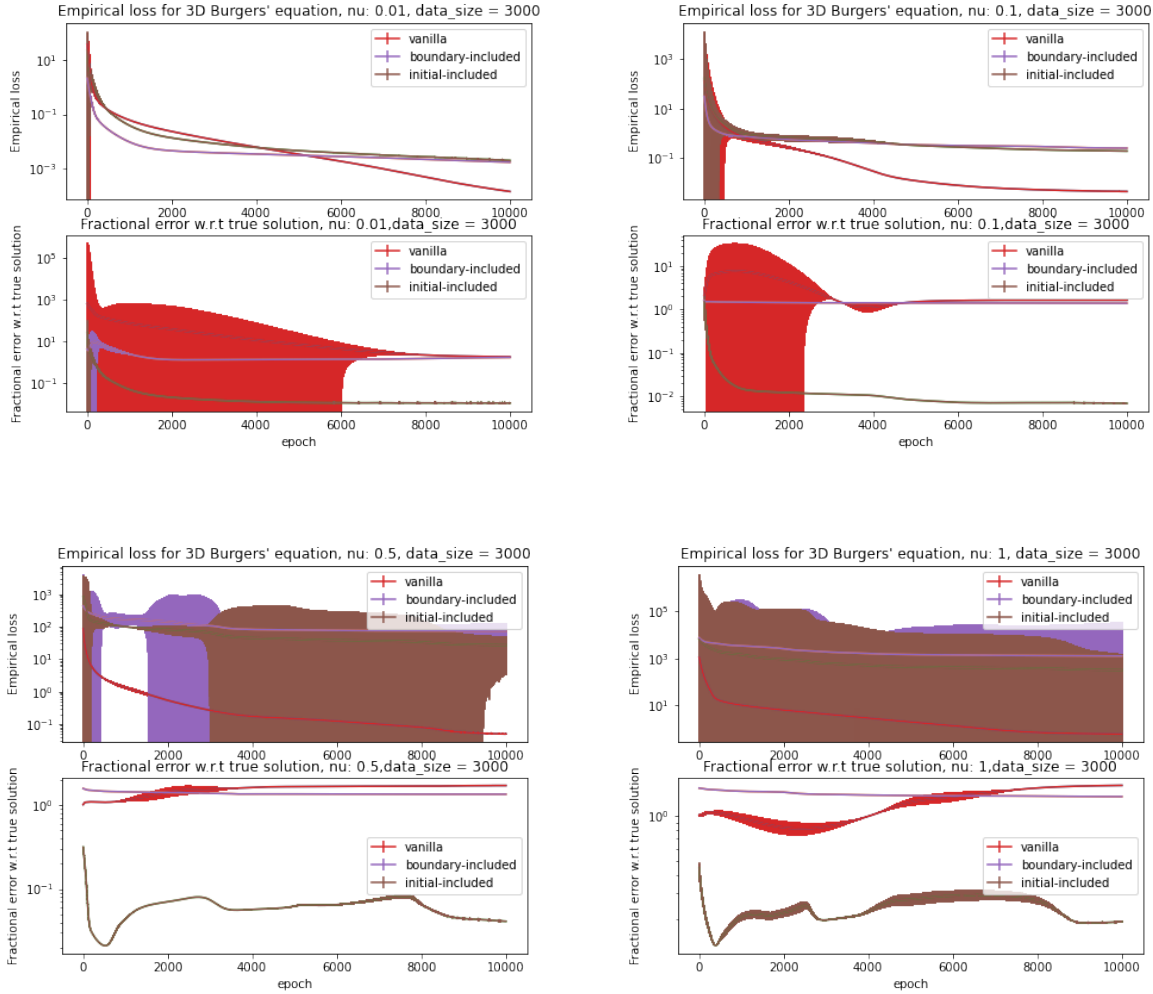 Empirical loss for 3D Burgers' equation, nu: 0.01, data_size = 3000
Empirical loss
10^1
10^-1
10^-3
vanilla
boundary-included
initial-included
0 2000 4000 6000 8000 10000
Fractional error w.r.t true solution, nu: 0.01,data_size = 3000
Fractional error w.r.t true solution
10^5
10^3
10^1
10^-1
vanilla
boundary-included
initial-included
0 2000 4000 6000 8000 10000
epoch
Empirical loss for 3D Burgers' equation, nu: 0.1, data_size = 3000
Empirical loss
10^3
10^1
10^-1
vanilla
boundary-included
initial-included
0 2000 4000 6000 8000 10000
Fractional error w.r.t true solution, nu: 0.1,data_size = 3000
Fractional error w.r.t true solution
10^1
10^0
10^-1
10^-2
vanilla
boundary-included
initial-included
0 2000 4000 6000 8000 10000
epoch
Empirical loss for 3D Burgers' equation, nu: 0.5, data_size = 3000
Empirical loss
10^3
10^2
10^1
10^0
10^-1
vanilla
boundary-included
initial-included
0 2000 4000 6000 8000 10000
Fractional error w.r.t true solution, nu: 0.5,data_size = 3000
Fractional error w.r.t true solution
10^0
10^-1
vanilla
boundary-included
initial-included
0 2000 4000 6000 8000 10000
epoch
Empirical loss for 3D Burgers' equation, nu: 1, data_size = 3000
Empirical loss
10^5
10^3
10^1
vanilla
boundary-included
initial-included
0 2000 4000 6000 8000 10000
Fractional error w.r.t true solution, nu: 1,data_size = 3000
Fractional error w.r.t true solution
10^0
vanilla
boundary-included
initial-included
0 2000 4000 6000 8000 10000
epoch